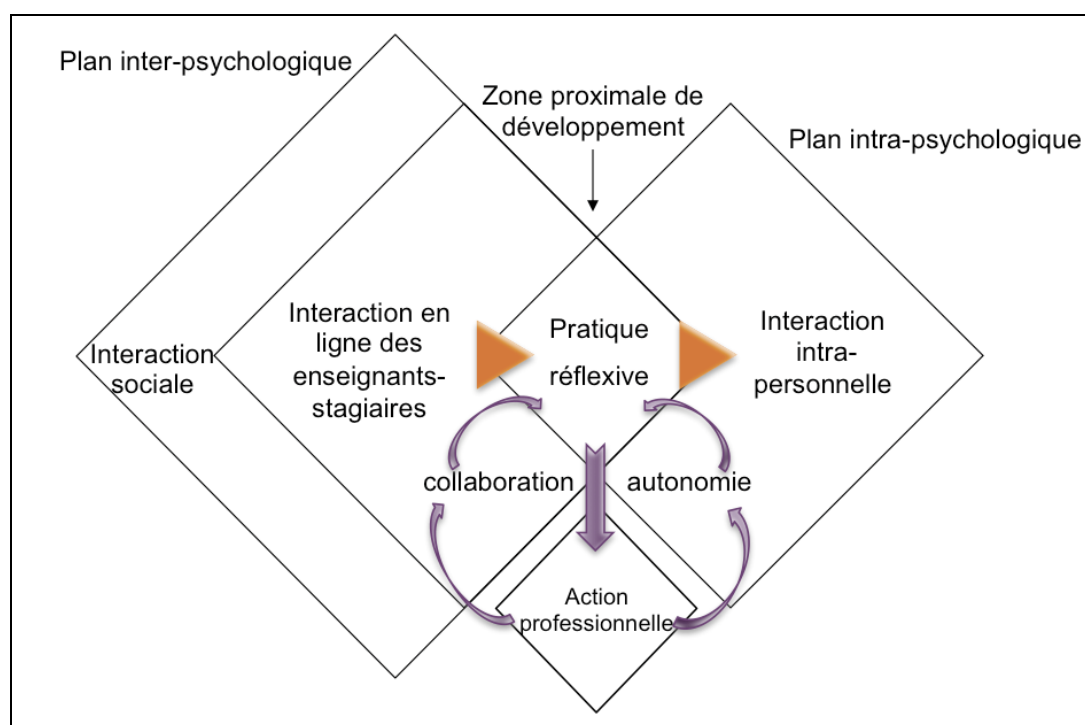 Plan inter-psychologique
Zone proximale de
développement
Plan intra-psychologique
Interaction
sociale
Interaction en
ligne des
enseignants-
stagiaires
Pratique
réflexive
Interaction
intra-
personnelle
collaboration
autonomie
Action
professionnelle